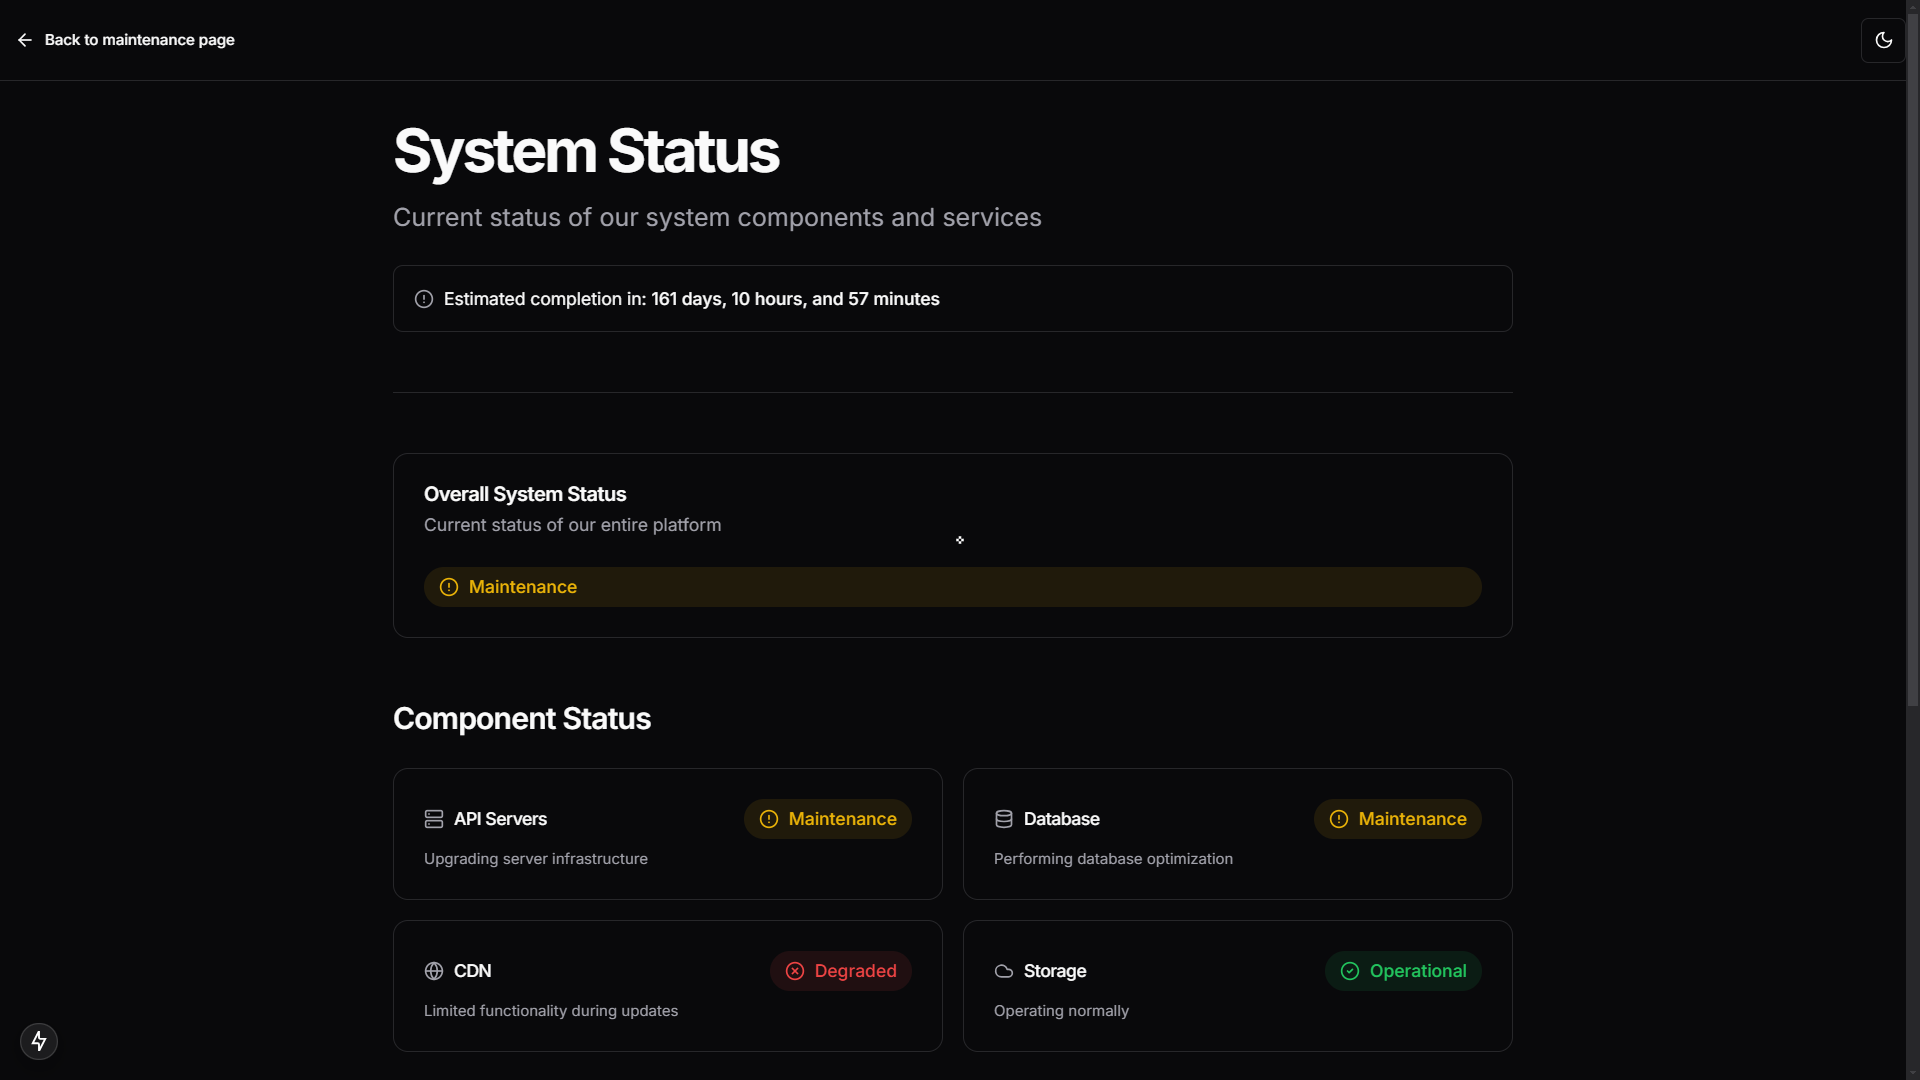 Back to maintenance page
System Status
Current status of our system components and services
Estimated completion in: 161 days, 10 hours, and 57 minutes
Overall System Status
Current status of our entire platform
Maintenance
Component Status
API Servers
Maintenance
Upgrading server infrastructure
Database
Maintenance
Performing database optimization
CDN
Degraded
Limited functionality during updates
Storage
Operational
Operating normally